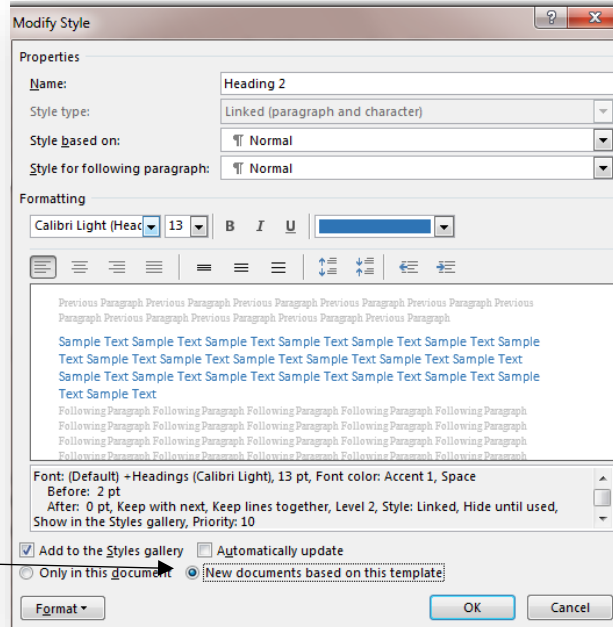 Modify Style
Properties
Name: Heading 2
Style type: Linked (paragraph and character)
Style based on: ¶ Normal
Style for following paragraph: ¶ Normal
Formatting
Calibri Light (Head 13 B I U
Previous Paragraph Previous Paragraph Previous Paragraph Previous Paragraph Previous Paragraph Previous
Paragraph Previous Paragraph Previous Paragraph Previous Paragraph Previous Paragraph
Sample Text Sample Text Sample Text Sample Text Sample Text Sample Text Sample
Text Sample Text Sample Text Sample Text Sample Text Sample Text Sample Text
Sample Text Sample Text Sample Text Sample Text Sample Text Sample Text Sample
Text Sample Text
Following Paragraph Following Paragraph Following Paragraph Following Paragraph Following Paragraph
Following Paragraph Following Paragraph Following Paragraph Following Paragraph Following Paragraph
Following Paragraph Following Paragraph Following Paragraph Following Paragraph Following Paragraph
Following Paragraph Following Paragraph Following Paragraph Following Paragraph Following Paragraph
Font: (Default) +Headings (Calibri Light), 13 pt, Font color: Accent 1, Space
Before: 2 pt
After: 0 pt, Keep with next, Keep lines together, Level 2, Style: Linked, Hide until used,
Show in the Styles gallery, Priority: 10
Add to the Styles gallery Automatically update
Only in this document New documents based on this template
Format OK Cancel